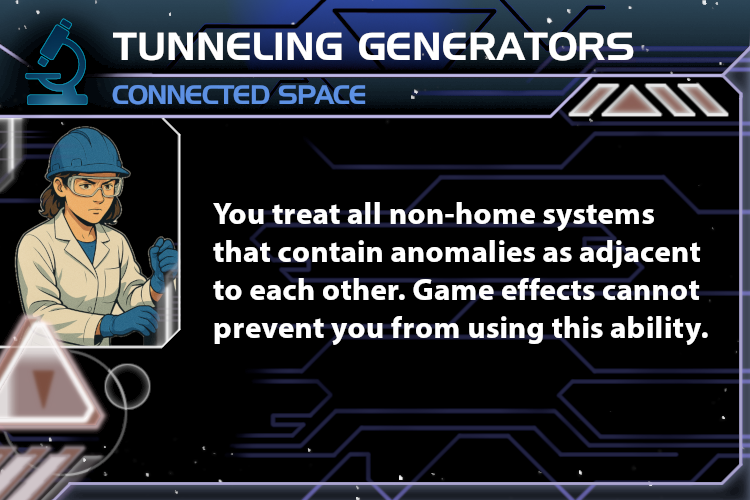 TUNNELING GENERATORS
CONNECTED SPACE
You treat all non-home systems
that contain anomalies as adjacent
to each other. Game effects cannot
prevent you from using this ability.